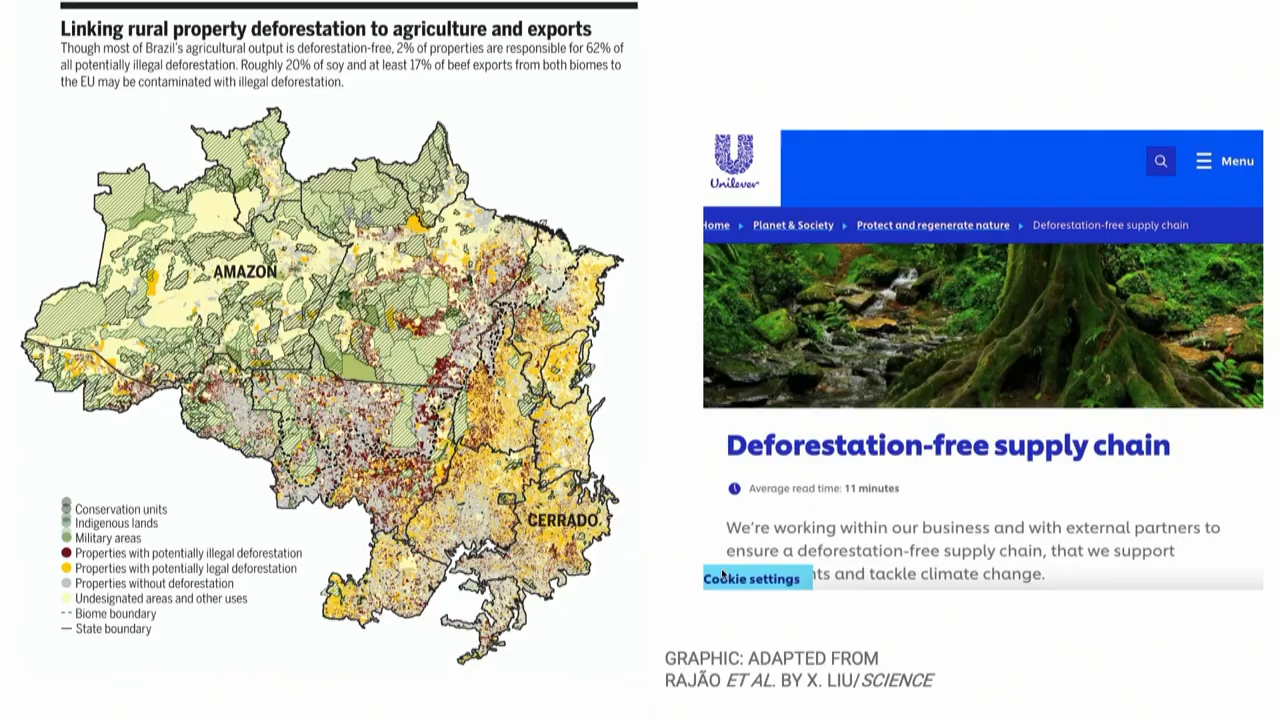 Linking rural property deforestation to agriculture and exports
Though most of Brazil's agricultural output is deforestation-free, 2% of properties are responsible for 62% of
all potentially illegal deforestation. Roughly 20% of soy and at least 17% of beef exports from both biomes to
the EU may be contaminated with illegal deforestation.
AMAZON
CERRADO
Conservation units
Indigenous lands
Military areas
Properties with potentially illegal deforestation
Properties with potentially legal deforestation
Properties without deforestation
Undesignated areas and other uses
Biome boundary
State boundary
Unilever
Menu
Home Planet & Society Protect and regenerate nature Deforestation-free supply chain
Deforestation-free supply chain
Average read time: 11 minutes
We're working within our business and with external partners to
ensure a deforestation-free supply chain, that we support
and tackle climate change.
Cookie settings
GRAPHIC: ADAPTED FROM
RAJÃO ET AL. BY X. LIU/SCIENCE